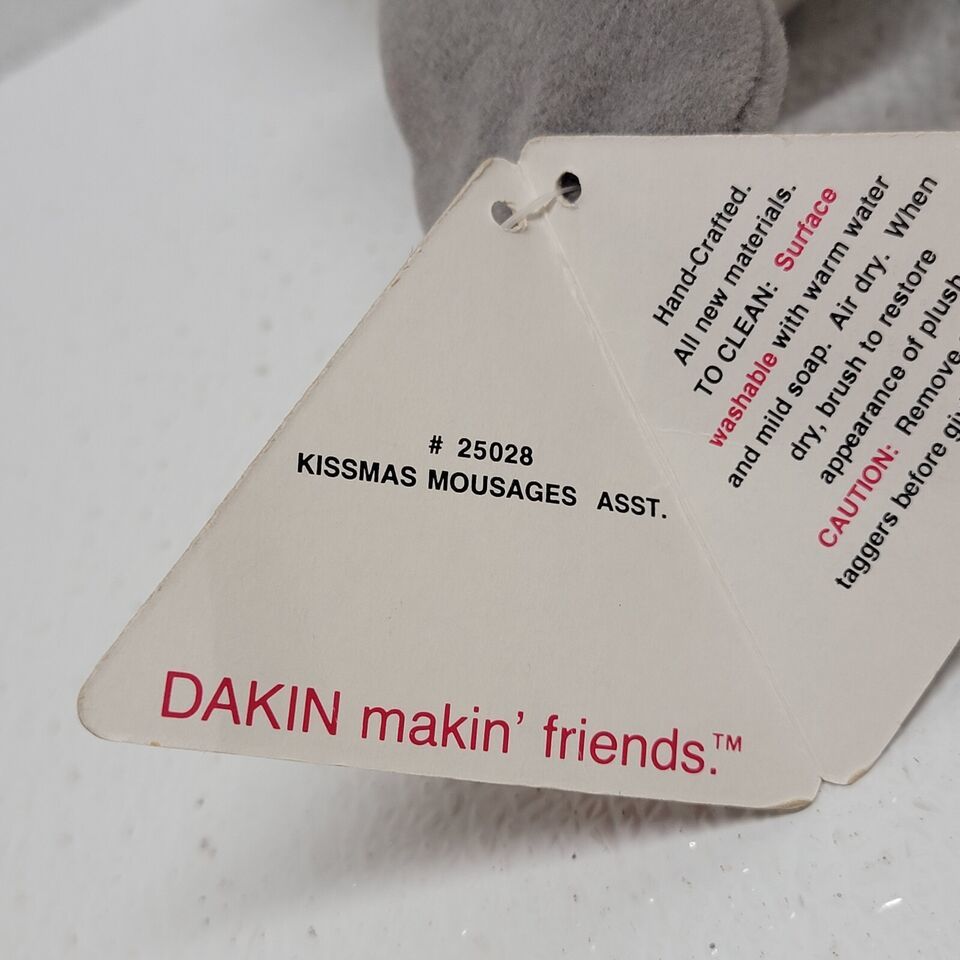 # 25028
KISSMAS MOUSAGES ASST.
DAKIN makin' friends.™
Hand-Crafted.
All new materials.
TO CLEAN: Surface
washable with warm water
and mild soap. Air dry. When
dry, brush to restore
appearance of plush
CAUTION: Remove
taggers before